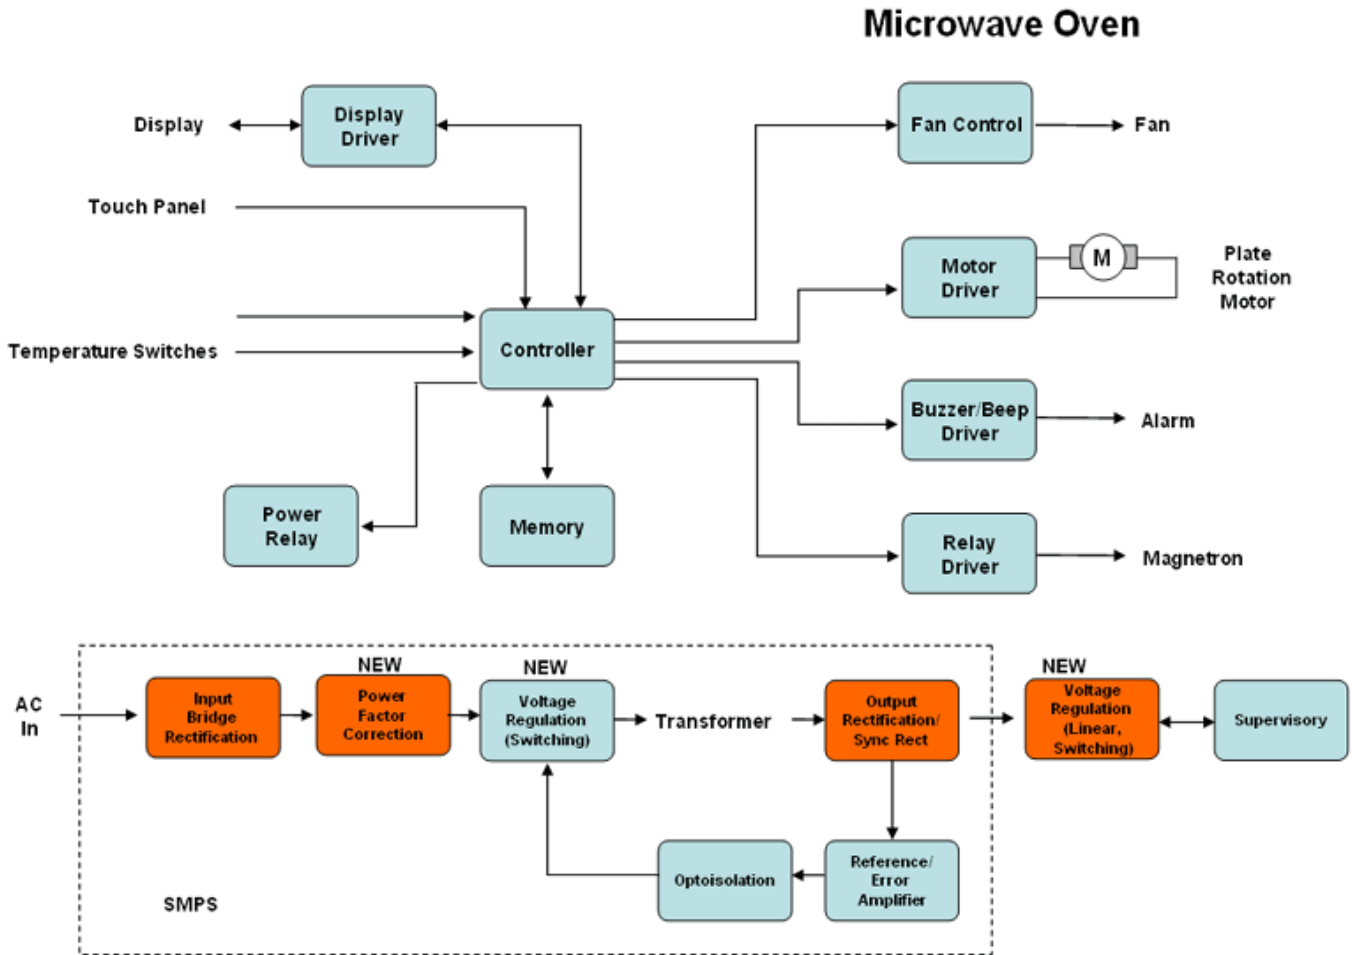 Microwave Oven
Display
Display
Driver
Fan Control
Fan
Touch Panel
Motor
Driver
M
Plate
Rotation
Motor
Temperature Switches
Controller
Buzzer/Beep
Driver
Alarm
Power
Relay
Memory
Relay
Driver
Magnetron
AC
In
Input
Bridge
Rectification
NEW
Power
Factor
Correction
NEW
Voltage
Regulation
(Switching)
Transformer
Output
Rectification/
Sync Rect
NEW
Voltage
Regulation
(Linear,
Switching)
Supervisory
Optoisolation
Reference/
Error
Amplifier
SMPS